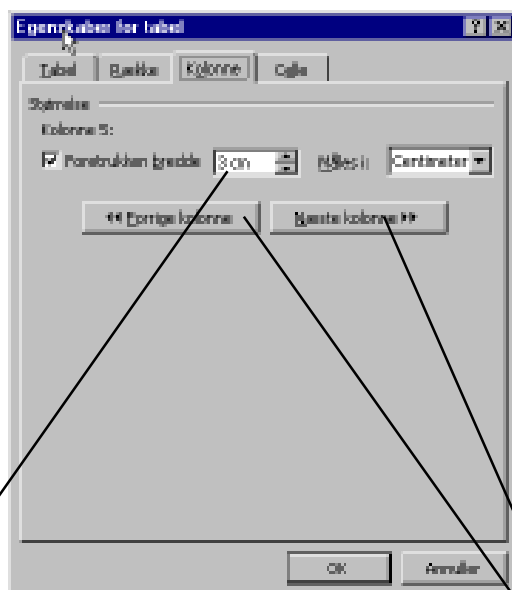 Egenskaber for tabel
Tabel Række Kolonne Celle
Størrelse
Kolonne 5:
Foretrukken bredde 3 cm Måles i: Centimeter
Forrige kolonne Næste kolonne
OK Annuller